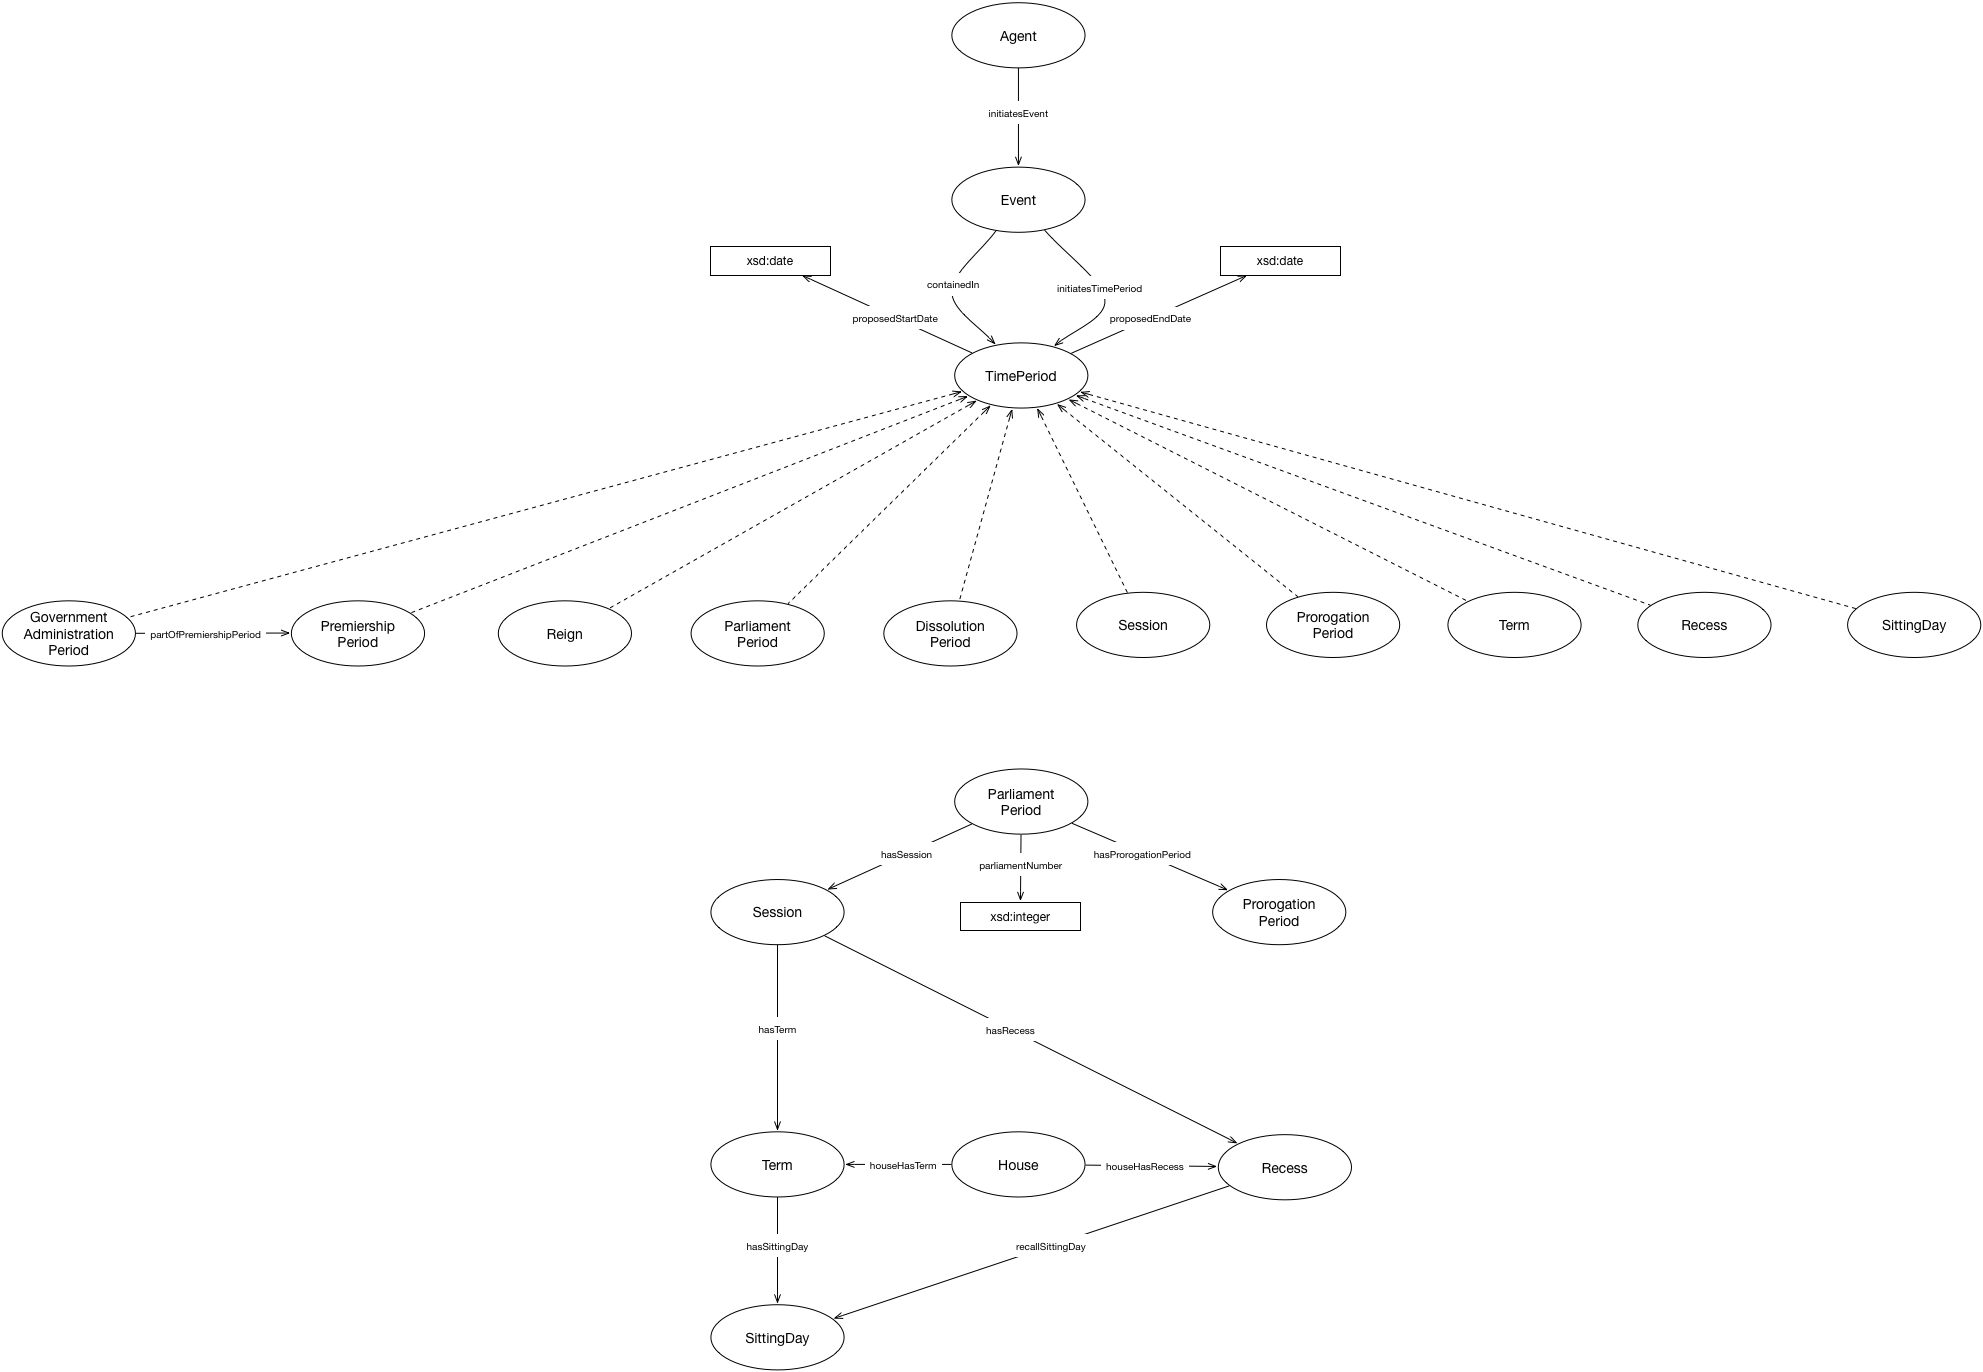 Agent
initiatesEvent
Event
xsd:date
xsd:date
containedIn
initiatesTimePeriod
proposedStartDate
proposedEndDate
TimePeriod
Government
Administration
Period
partOfPremiershipPeriod
Premiership
Period
Reign
Parliament
Period
Dissolution
Period
Session
Prorogation
Period
Term
Recess
SittingDay
Parliament
Period
hasSession
parliamentNumber
hasProrogationPeriod
Session
xsd:integer
Prorogation
Period
hasTerm
hasRecess
Term
houseHasTerm
House
houseHasRecess
Recess
hasSittingDay
recallSittingDay
SittingDay